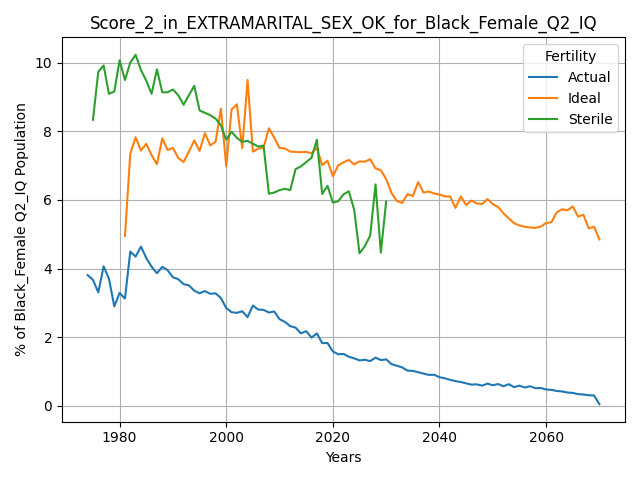 Score_2_in_EXTRAMARITAL_SEX_OK_for_Black_Female_Q2_IQ
% of Black_Female Q2_IQ Population
10
8
6
4
2
0
Fertility
Actual
Ideal
Sterile
1980 2000 2020 2040 2060
Years